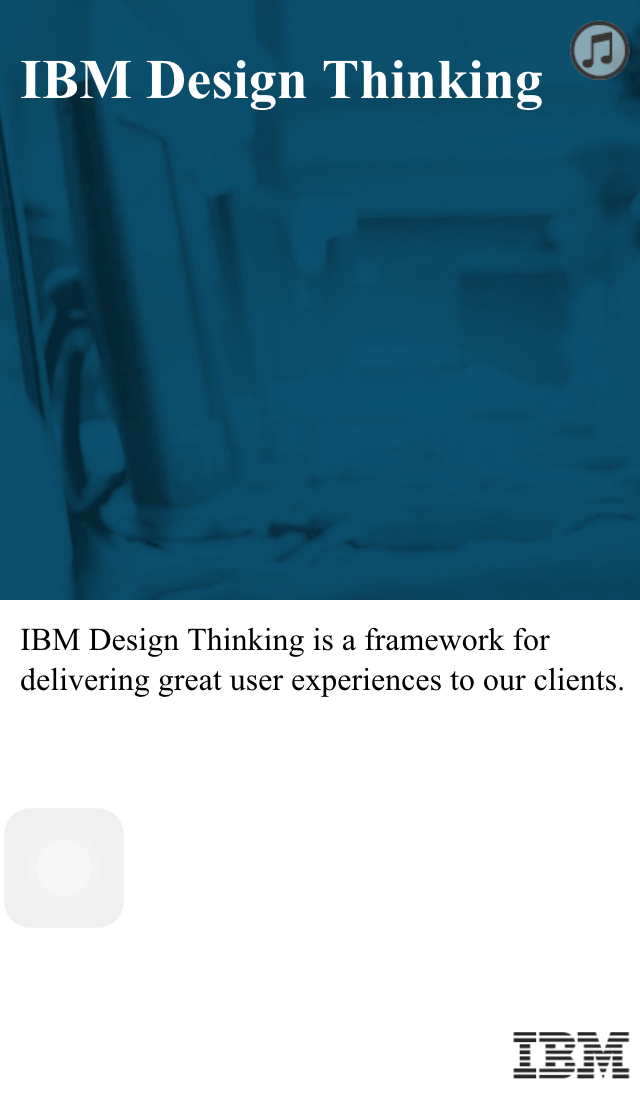 IBM Design Thinking
IBM Design Thinking is a framework for
delivering great user experiences to our clients.
IBM